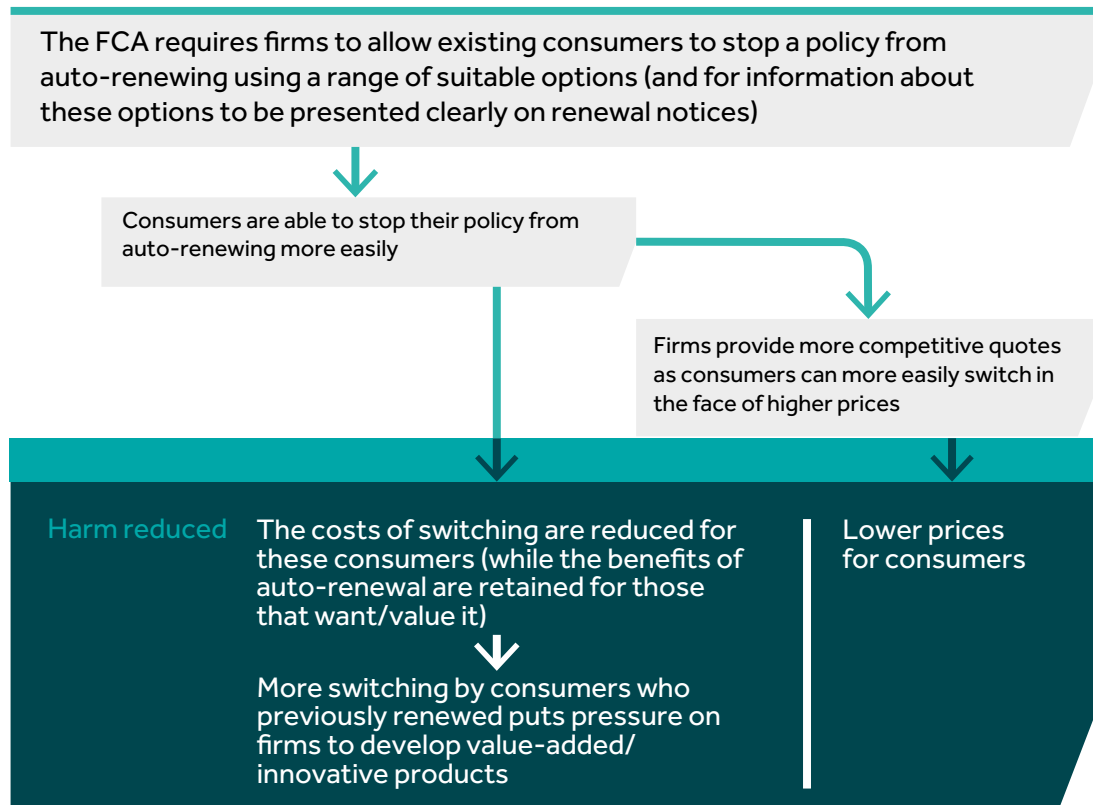 The FCA requires firms to allow existing consumers to stop a policy from
auto-renewing using a range of suitable options (and for information about
these options to be presented clearly on renewal notices)
Consumers are able to stop their policy from
auto-renewing more easily
Firms provide more competitive quotes
as consumers can more easily switch in
the face of higher prices
Harm reduced
The costs of switching are reduced for
these consumers (while the benefits of
auto-renewal are retained for those
that want/value it)
More switching by consumers who
previously renewed puts pressure on
firms to develop value-added/
innovative products
Lower prices
for consumers